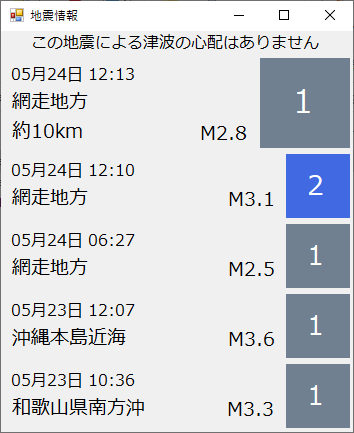 地震情報
この地震による津波の心配はありません
05月24日 12:13
網走地方
約10km
M2.8
1
05月24日 12:10
網走地方
M3.1
2
05月24日 06:27
網走地方
M2.5
1
05月23日 12:07
沖縄本島近海
M3.6
1
05月23日 10:36
和歌山県南方沖
M3.3
1